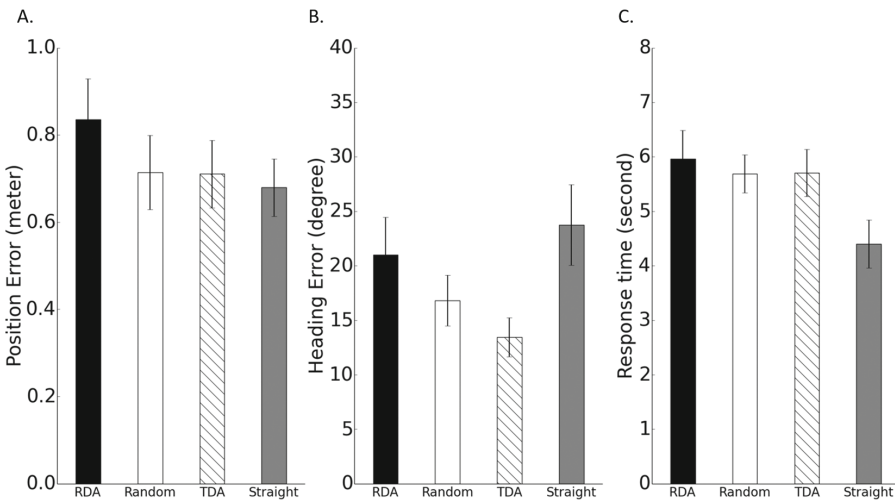 A.
Position Error (meter)
1.0
0.8
0.6
0.4
0.2
0.0
RDA Random TDA Straight
B.
Heading Error (degree)
40
35
30
25
20
15
10
5
0
RDA Random TDA Straight
C.
Response time (second)
8
7
6
5
4
3
2
1
0
RDA Random TDA Straight